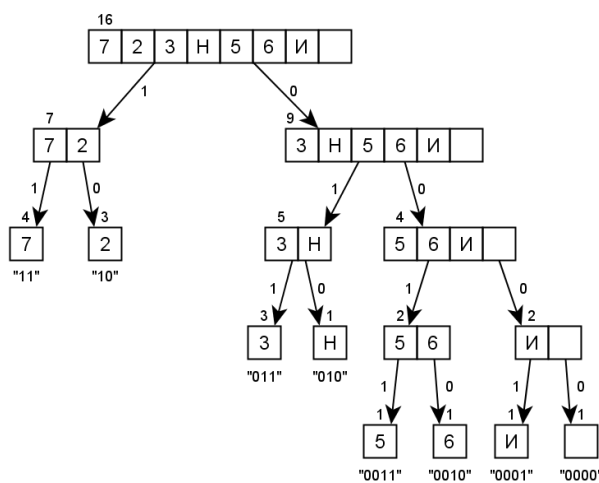 16
7 2 3 Н 5 6 И
1 0
7 9
7 2 3 Н 5 6 И
1 0 1 0
4 3 5 4
7 2 3 Н 5 6 И
"11" "10"
1 0 1 0
3 1 2 2
3 Н 5 6 И
"011" "010"
1 0 1 0
1 1 1 1
5 6 И
"0011" "0010" "0001" "0000"